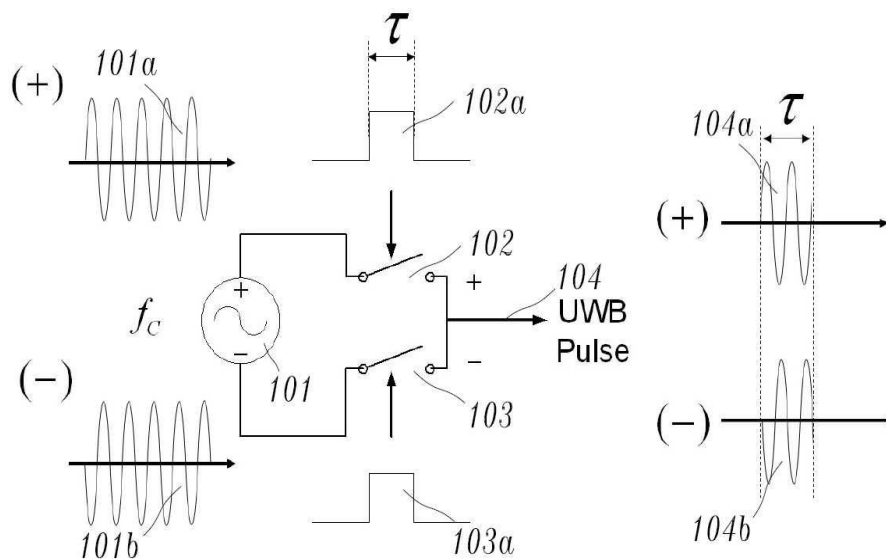 τ
101a
(+)
102a
τ
104a
(+)
102
+
104
UWB
Pulse
f_C
+
−
101
−
103
(−)
(−)
101b
103a
104b